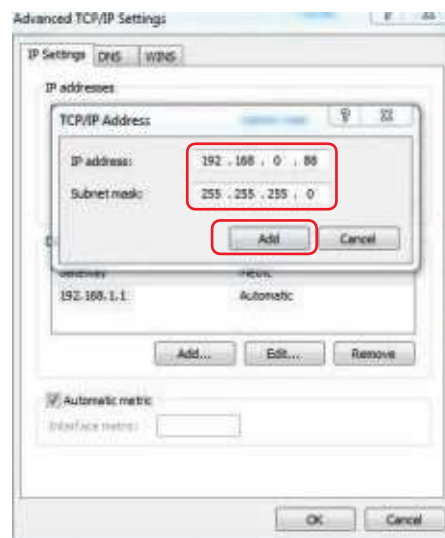 Advanced TCP/IP Settings
IP Settings DNS WINS
IP addresses
TCP/IP Address
IP address: 192 . 168 . 0 . 88
Subnet mask: 255 . 255 . 255 . 0
Add Cancel
Gateway Metric
192.168.1.1 Automatic
Add... Edit... Remove
Automatic metric
Interface metric:
OK Cancel